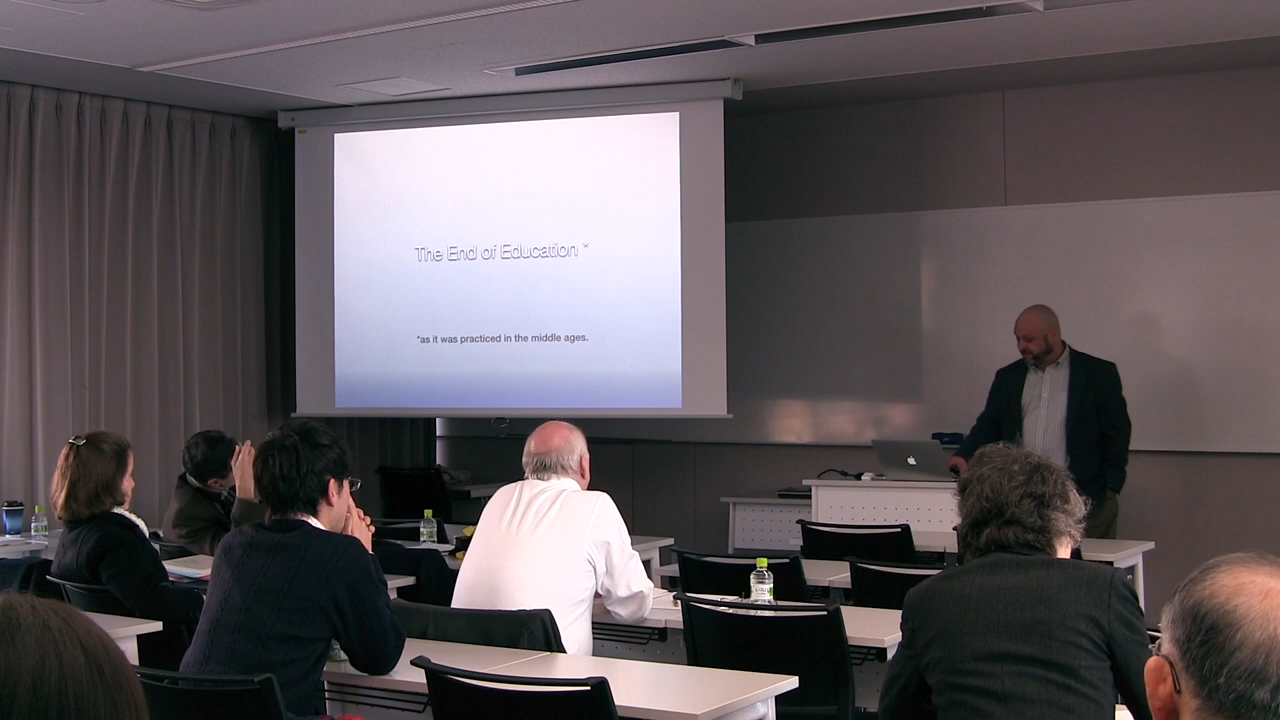 The End of Education *
*as it was practiced in the middle ages.